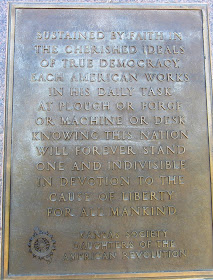 SUSTAINED BY FAITH IN
THE CHERISHED IDEALS
OF TRUE DEMOCRACY,
EACH AMERICAN WORKS
IN HIS DAILY TASK
AT PLOUGH OR FORGE
OR MACHINE OR DESK
KNOWING THIS NATION
WILL FOREVER STAND
ONE AND INDIVISIBLE
IN DEVOTION TO THE
CAUSE OF LIBERTY
FOR ALL MANKIND
SOCIETY
DAUGHTERS OF THE
AMERICAN REVOLUTION